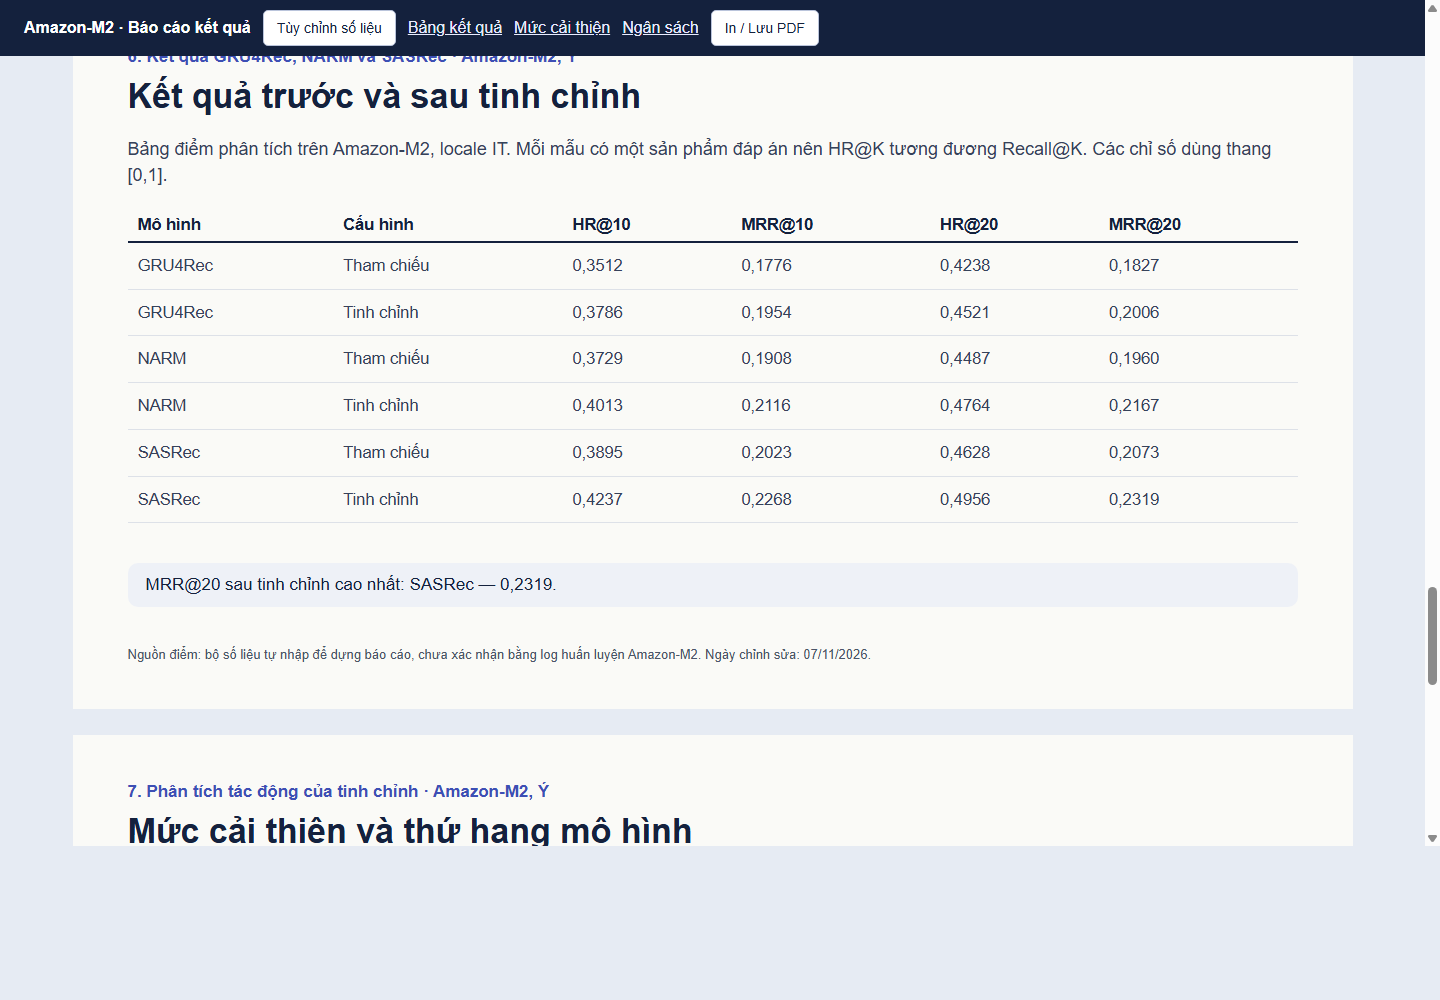 Amazon-M2 · Báo cáo kết quả Tùy chỉnh số liệu Bảng kết quả Mức cải thiện Ngân sách In / Lưu PDF
6. Kết quả GRU4Rec, NARM và SASRec · Amazon-M2, Ý
Kết quả trước và sau tinh chỉnh
Bảng điểm phân tích trên Amazon-M2, locale IT. Mỗi mẫu có một sản phẩm đáp án nên HR@K tương đương Recall@K. Các chỉ số dùng thang
[0,1].
Mô hình Cấu hình HR@10 MRR@10 HR@20 MRR@20
GRU4Rec Tham chiếu 0,3512 0,1776 0,4238 0,1827
GRU4Rec Tinh chỉnh 0,3786 0,1954 0,4521 0,2006
NARM Tham chiếu 0,3729 0,1908 0,4487 0,1960
NARM Tinh chỉnh 0,4013 0,2116 0,4764 0,2167
SASRec Tham chiếu 0,3895 0,2023 0,4628 0,2073
SASRec Tinh chỉnh 0,4237 0,2268 0,4956 0,2319
MRR@20 sau tinh chỉnh cao nhất: SASRec — 0,2319.
Nguồn điểm: bộ số liệu tự nhập để dựng báo cáo, chưa xác nhận bằng log huấn luyện Amazon-M2. Ngày chỉnh sửa: 07/11/2026.
7. Phân tích tác động của tinh chỉnh · Amazon-M2, Ý
Mức cải thiện và thứ hạng mô hình